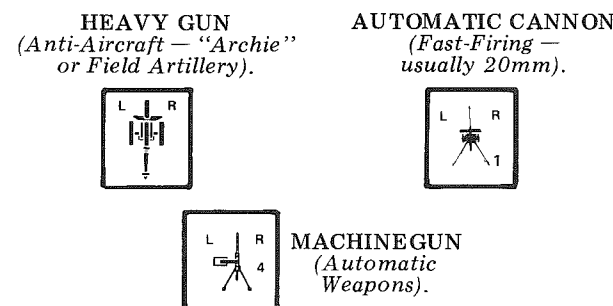 HEAVY GUN
(Anti-Aircraft — "Archie"
or Field Artillery).
L R
AUTOMATIC CANNON
(Fast-Firing —
usually 20mm).
L R
1
L R
4
MACHINEGUN
(Automatic
Weapons).